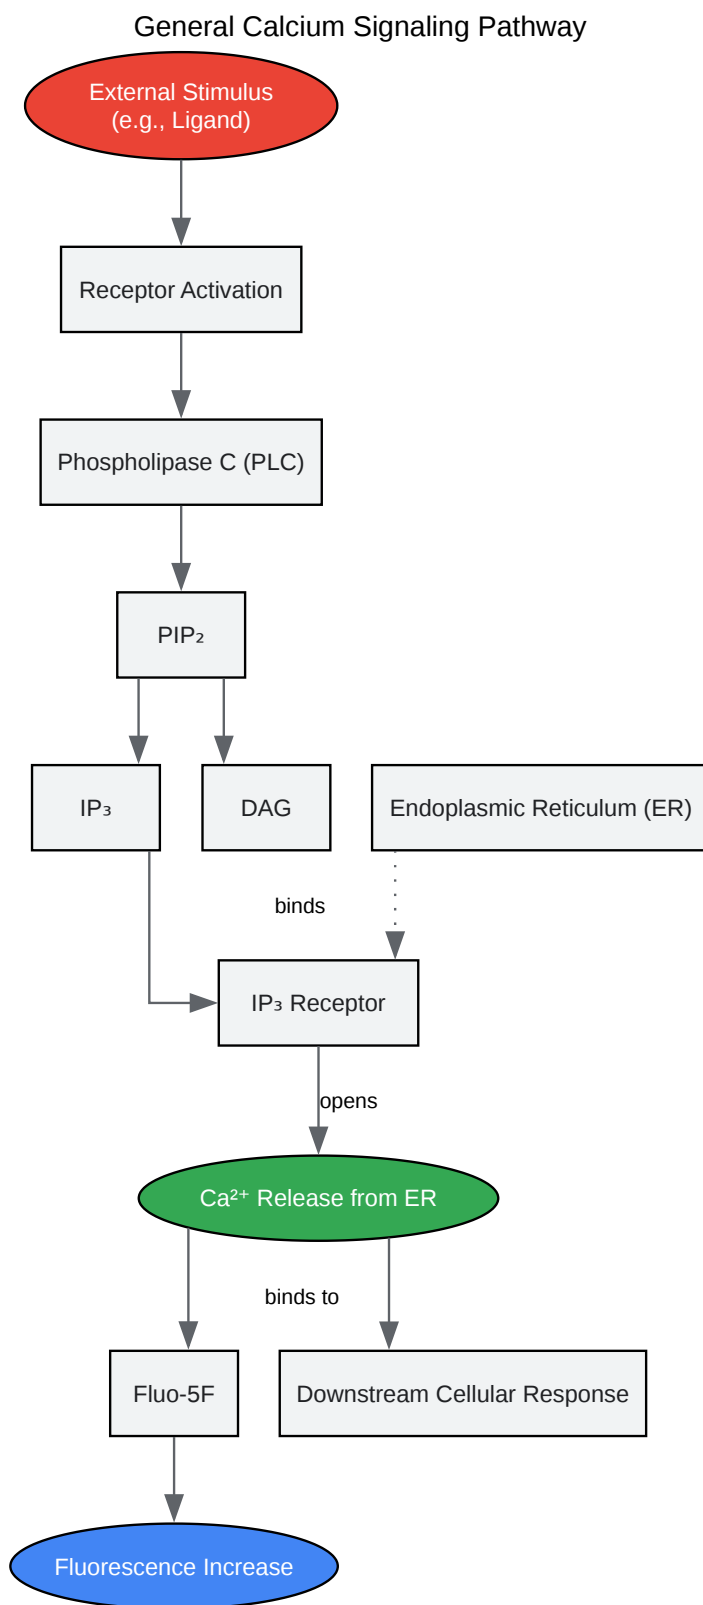 General Calcium Signaling Pathway
External Stimulus
(e.g., Ligand)
Receptor Activation
Phospholipase C (PLC)
PIP₂
IP₃
DAG
Endoplasmic Reticulum (ER)
binds
IP₃ Receptor
opens
Ca²⁺ Release from ER
binds to
Fluo-5F
Downstream Cellular Response
Fluorescence Increase